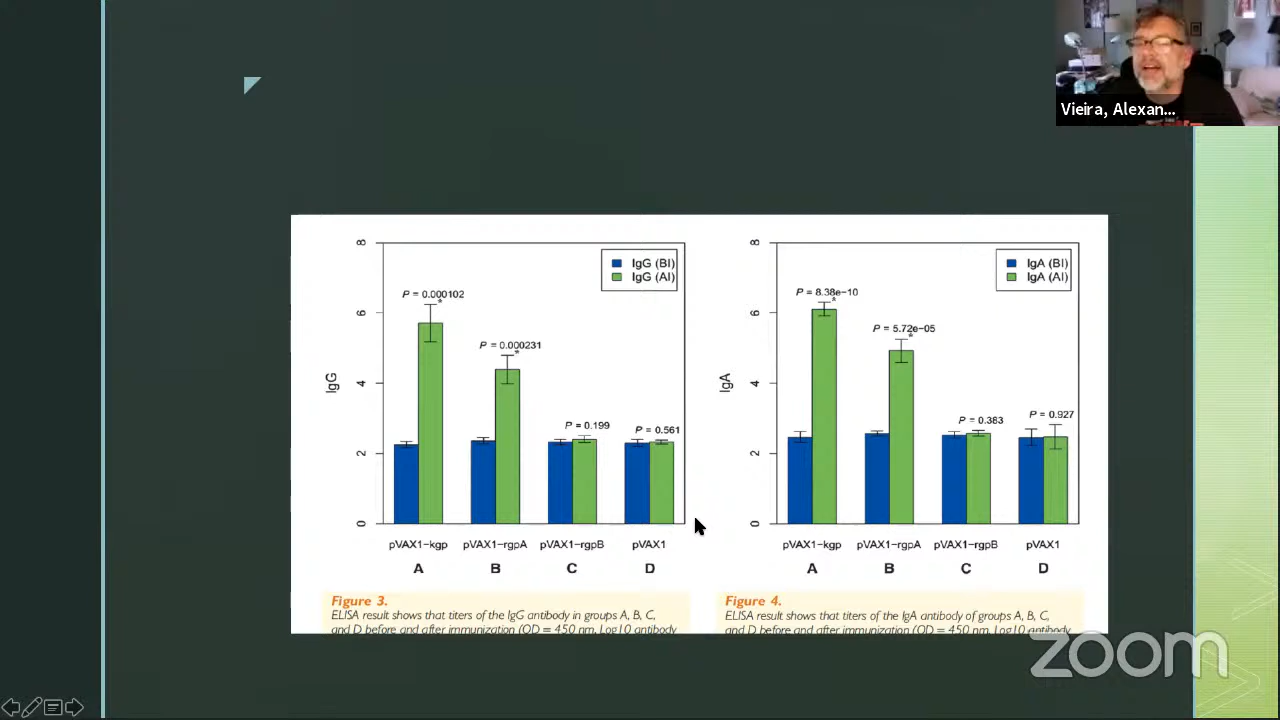 Vieira, Alexan...
8
6
4
2
0
IgG
IgG (BI)
IgG (AI)
P = 0.000102
*
P = 0.000231
*
P = 0.199
P = 0.561
pVAX1−kgp pVAX1−rgpA pVAX1−rgpB pVAX1
A B C D
Figure 3.
ELISA result shows that titers of the IgG antibody in groups A, B, C,
and D before and after immunization (OD = 450 nm, Log10 antibody
8
6
4
2
0
IgA
IgA (BI)
IgA (AI)
P = 8.38e−10
*
P = 5.72e−05
*
P = 0.383
P = 0.927
pVAX1−kgp pVAX1−rgpA pVAX1−rgpB pVAX1
A B C D
Figure 4.
ELISA result shows that titers of the IgA antibody of groups A, B, C,
and D before and after immunization (OD = 450 nm, Log10 antibody
zoom